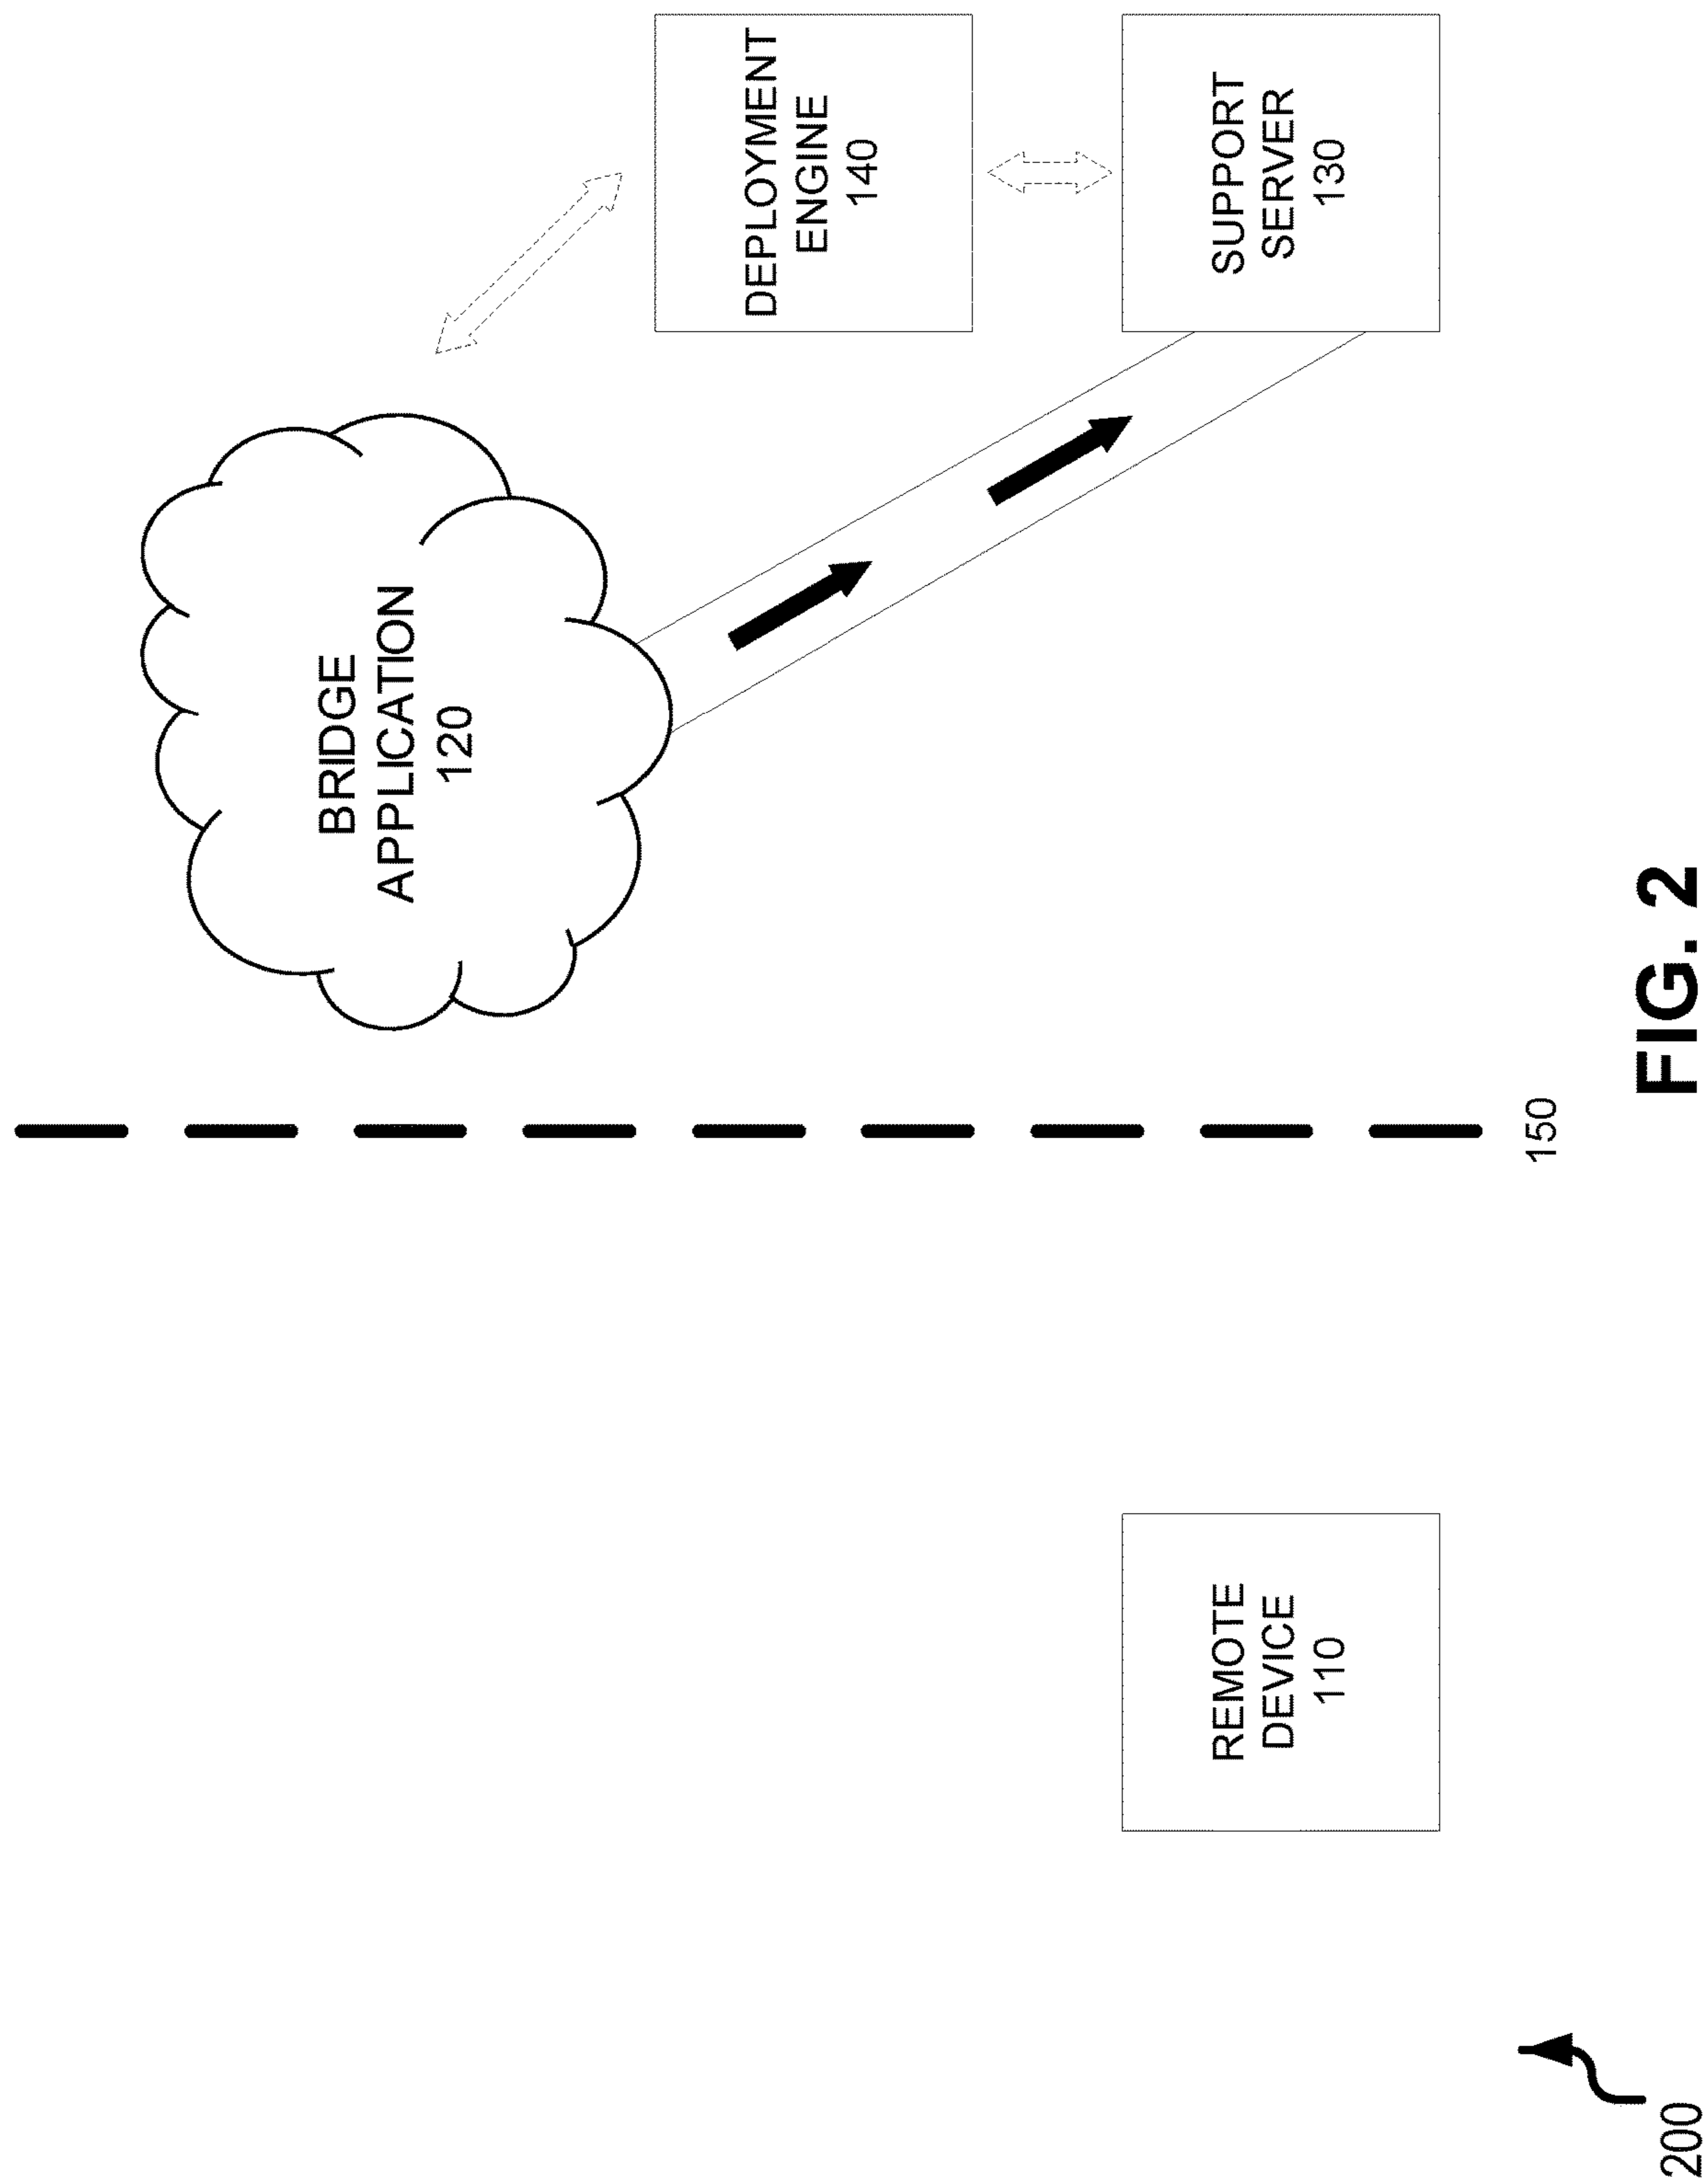 BRIDGE
APPLICATION
120
DEPLOYMENT
ENGINE
140
REMOTE
DEVICE
110
SUPPORT
SERVER
130
150
200
FIG. 2